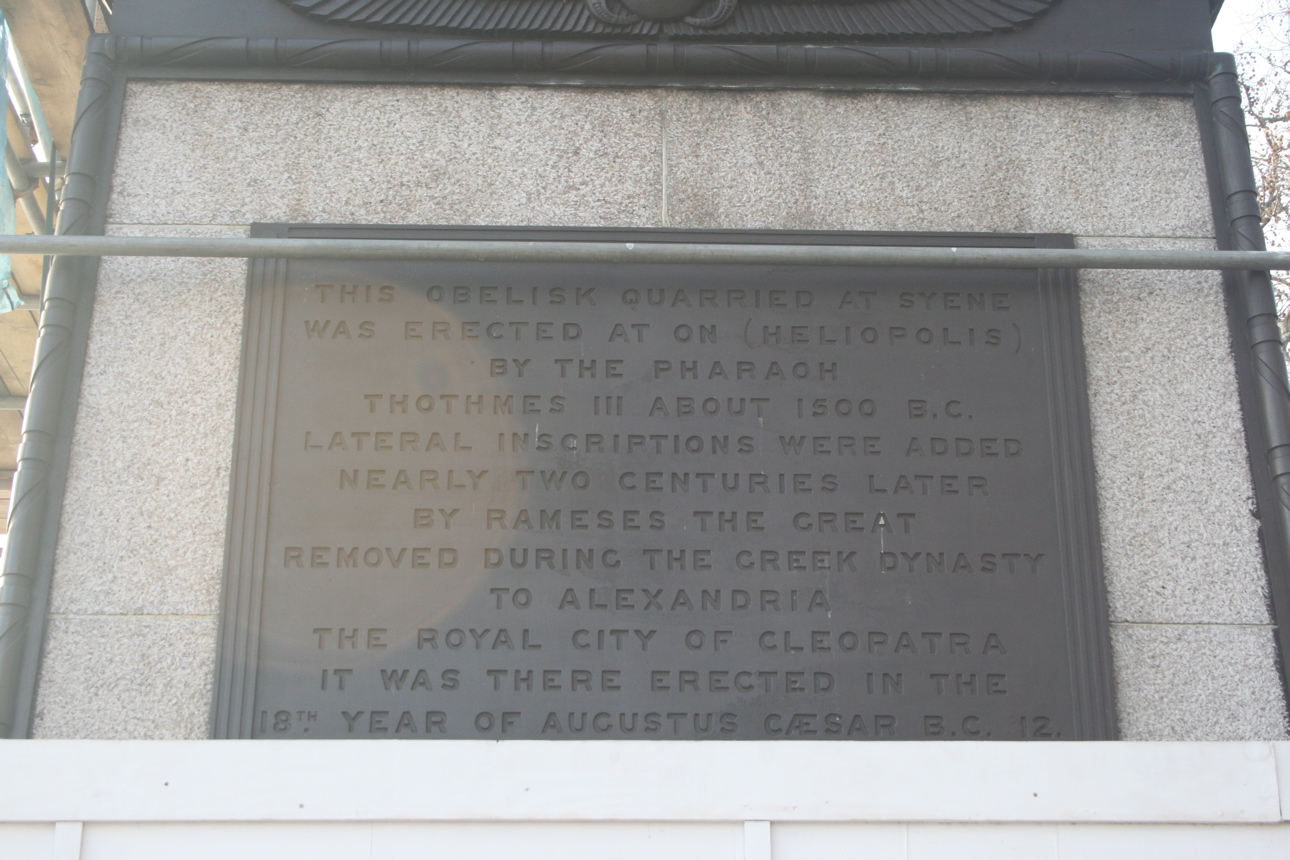 THIS OBELISK QUARRIED AT SYENE
WAS ERECTED AT ON (HELIOPOLIS)
BY THE PHARAOH
THOTHMES III ABOUT 1500 B.C.
LATERAL INSCRIPTIONS WERE ADDED
NEARLY TWO CENTURIES LATER
BY RAMESES THE GREAT
REMOVED DURING THE GREEK DYNASTY
TO ALEXANDRIA
THE ROYAL CITY OF CLEOPATRA
IT WAS THERE ERECTED IN THE
18TH. YEAR OF AUGUSTUS CÆSAR B.C. 12.